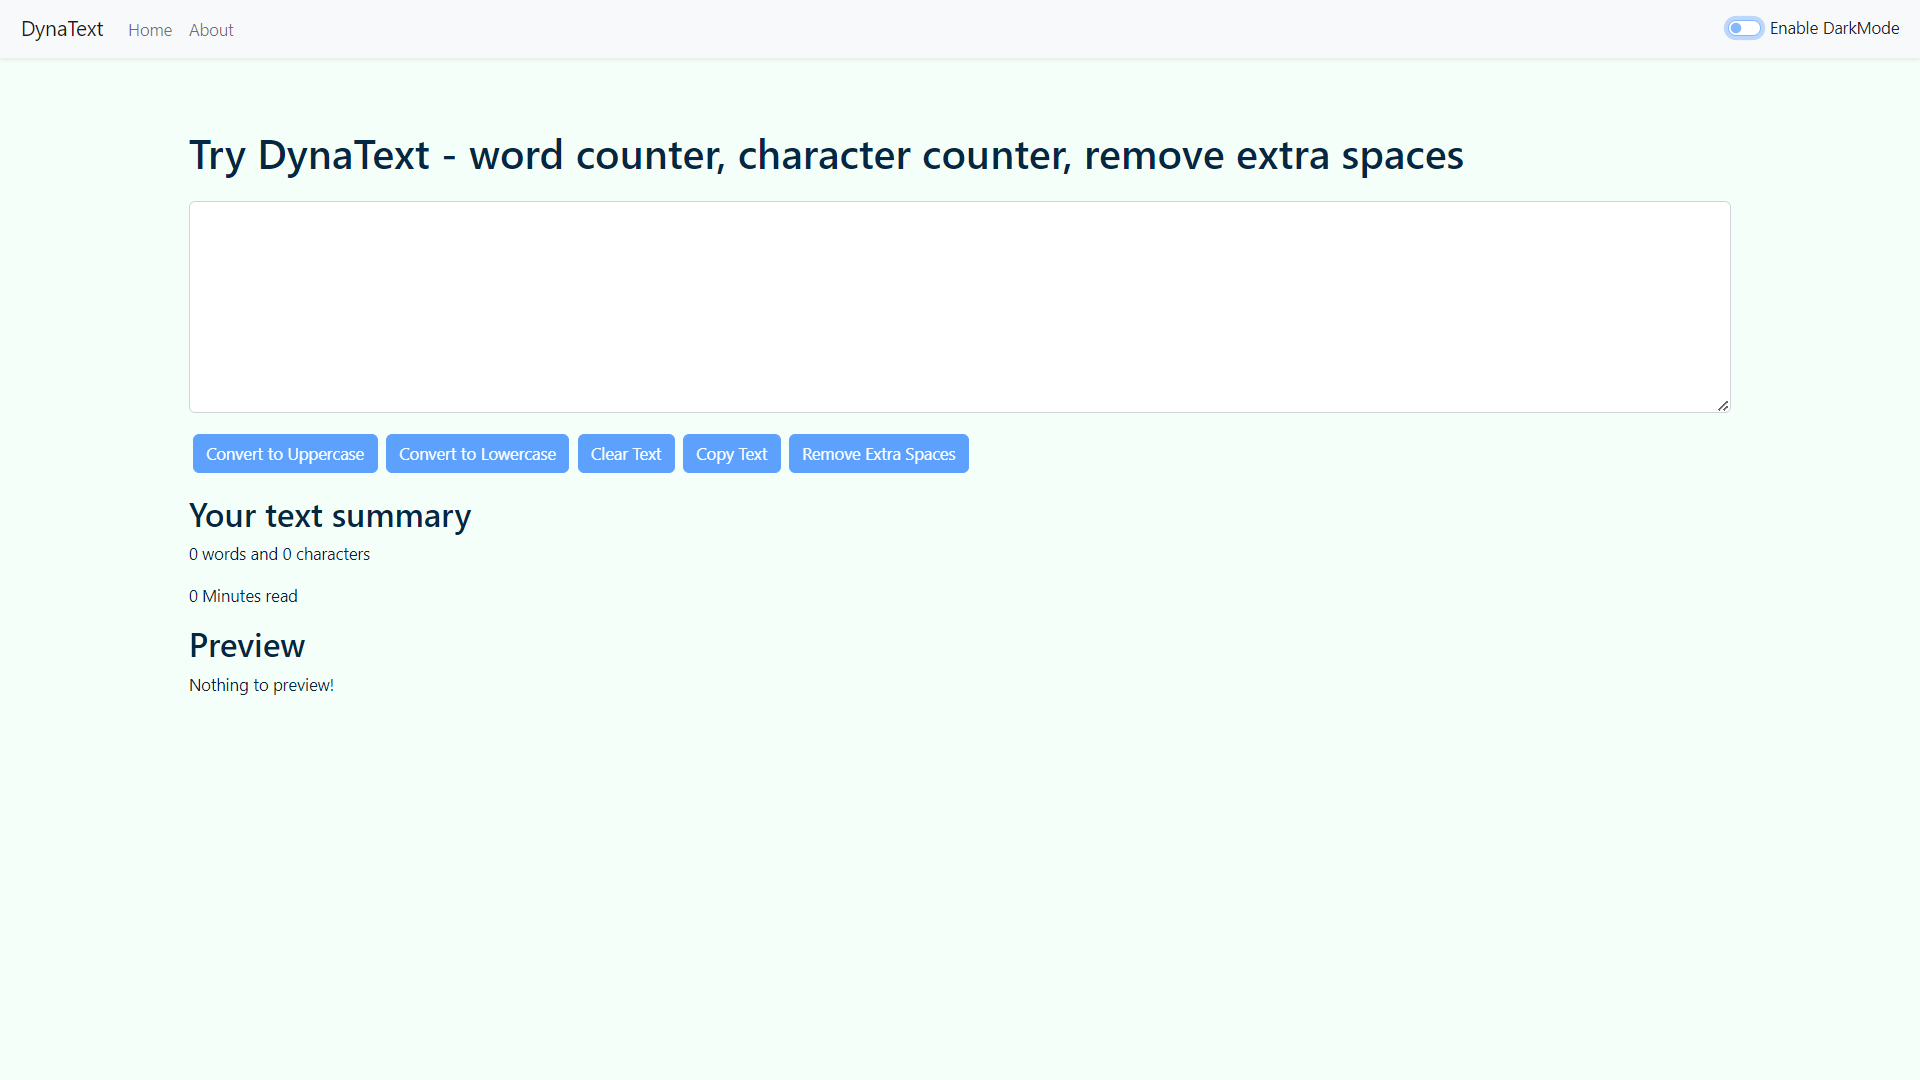 DynaText Home About Enable DarkMode
Try DynaText - word counter, character counter, remove extra spaces
Convert to Uppercase Convert to Lowercase Clear Text Copy Text Remove Extra Spaces
Your text summary
0 words and 0 characters
0 Minutes read
Preview
Nothing to preview!